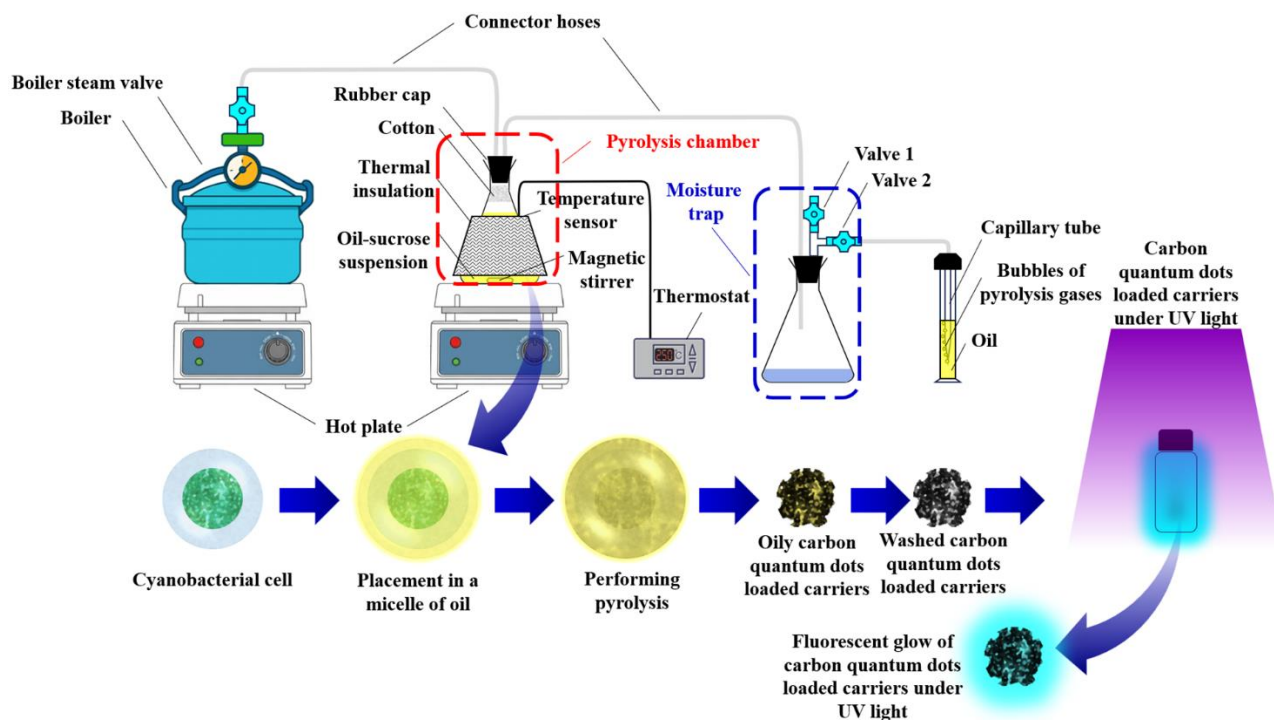 Connector hoses
Boiler steam valve
Boiler
Rubber cap
Cotton
Thermal
insulation
Oil-sucrose
suspension
Pyrolysis chamber
Temperature
sensor
Magnetic
stirrer
Thermostat
250 C
Moisture
trap
Valve 1
Valve 2
Capillary tube
Bubbles of
pyrolysis gases
Oil
Carbon
quantum dots
loaded carriers
under UV light
Hot plate
Cyanobacterial cell
Placement in a
micelle of oil
Performing
pyrolysis
Oily carbon
quantum dots
loaded carriers
Washed carbon
quantum dots
loaded carriers
Fluorescent glow of
carbon quantum dots
loaded carriers under
UV light